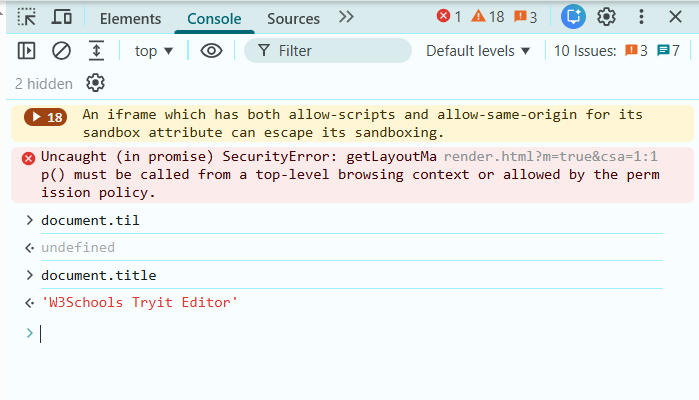 Elements Console Sources 1 18 3
top Filter Default levels 10 Issues: 3 7
2 hidden
18 An iframe which has both allow-scripts and allow-same-origin for its
sandbox attribute can escape its sandboxing.
Uncaught (in promise) SecurityError: getLayoutMa render.html?m=true&csa=1:1
p() must be called from a top-level browsing context or allowed by the perm
ission policy.
document.til
undefined
document.title
'W3Schools Tryit Editor'